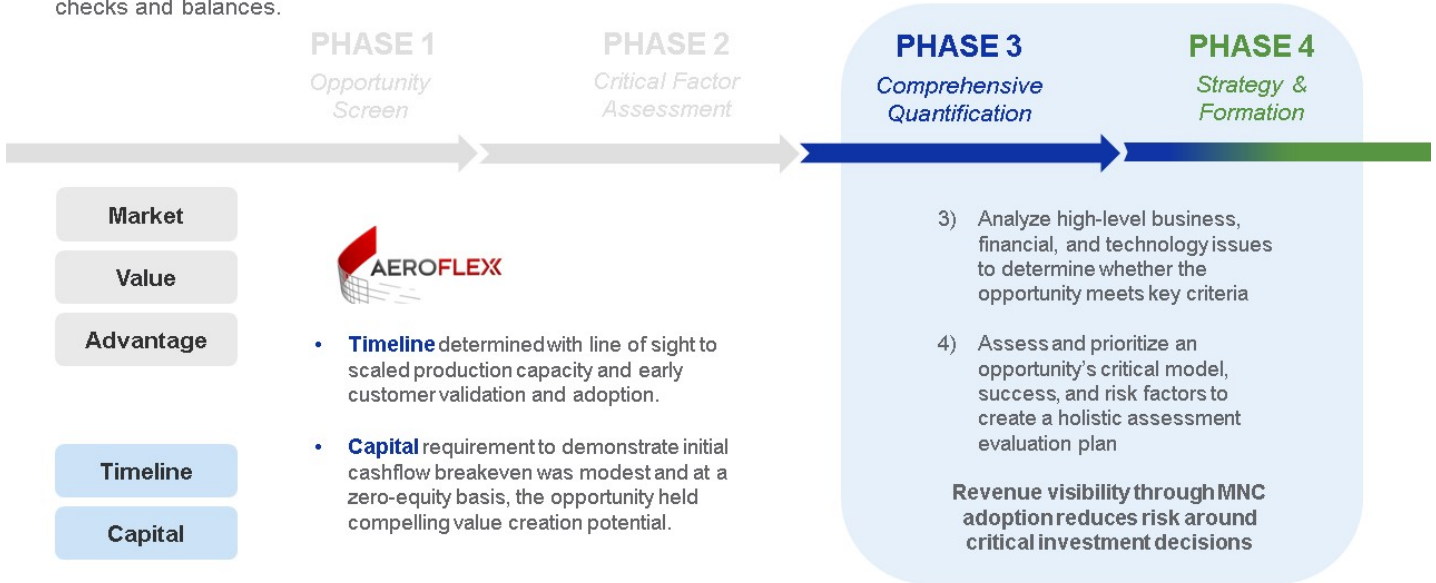 checks and balances.
PHASE 1
Opportunity
Screen
PHASE 2
Critical Factor
Assessment
PHASE 3
Comprehensive
Quantification
PHASE 4
Strategy &
Formation
Market
Value
Advantage
Timeline
Capital
AEROFLEXX
• Timeline determined with line of sight to
scaled production capacity and early
customer validation and adoption.
• Capital requirement to demonstrate initial
cashflow breakeven was modest and at a
zero-equity basis, the opportunity held
compelling value creation potential.
3) Analyze high-level business,
financial, and technology issues
to determine whether the
opportunity meets key criteria
4) Assess and prioritize an
opportunity’s critical model,
success, and risk factors to
create a holistic assessment
evaluation plan
Revenue visibility through MNC
adoption reduces risk around
critical investment decisions